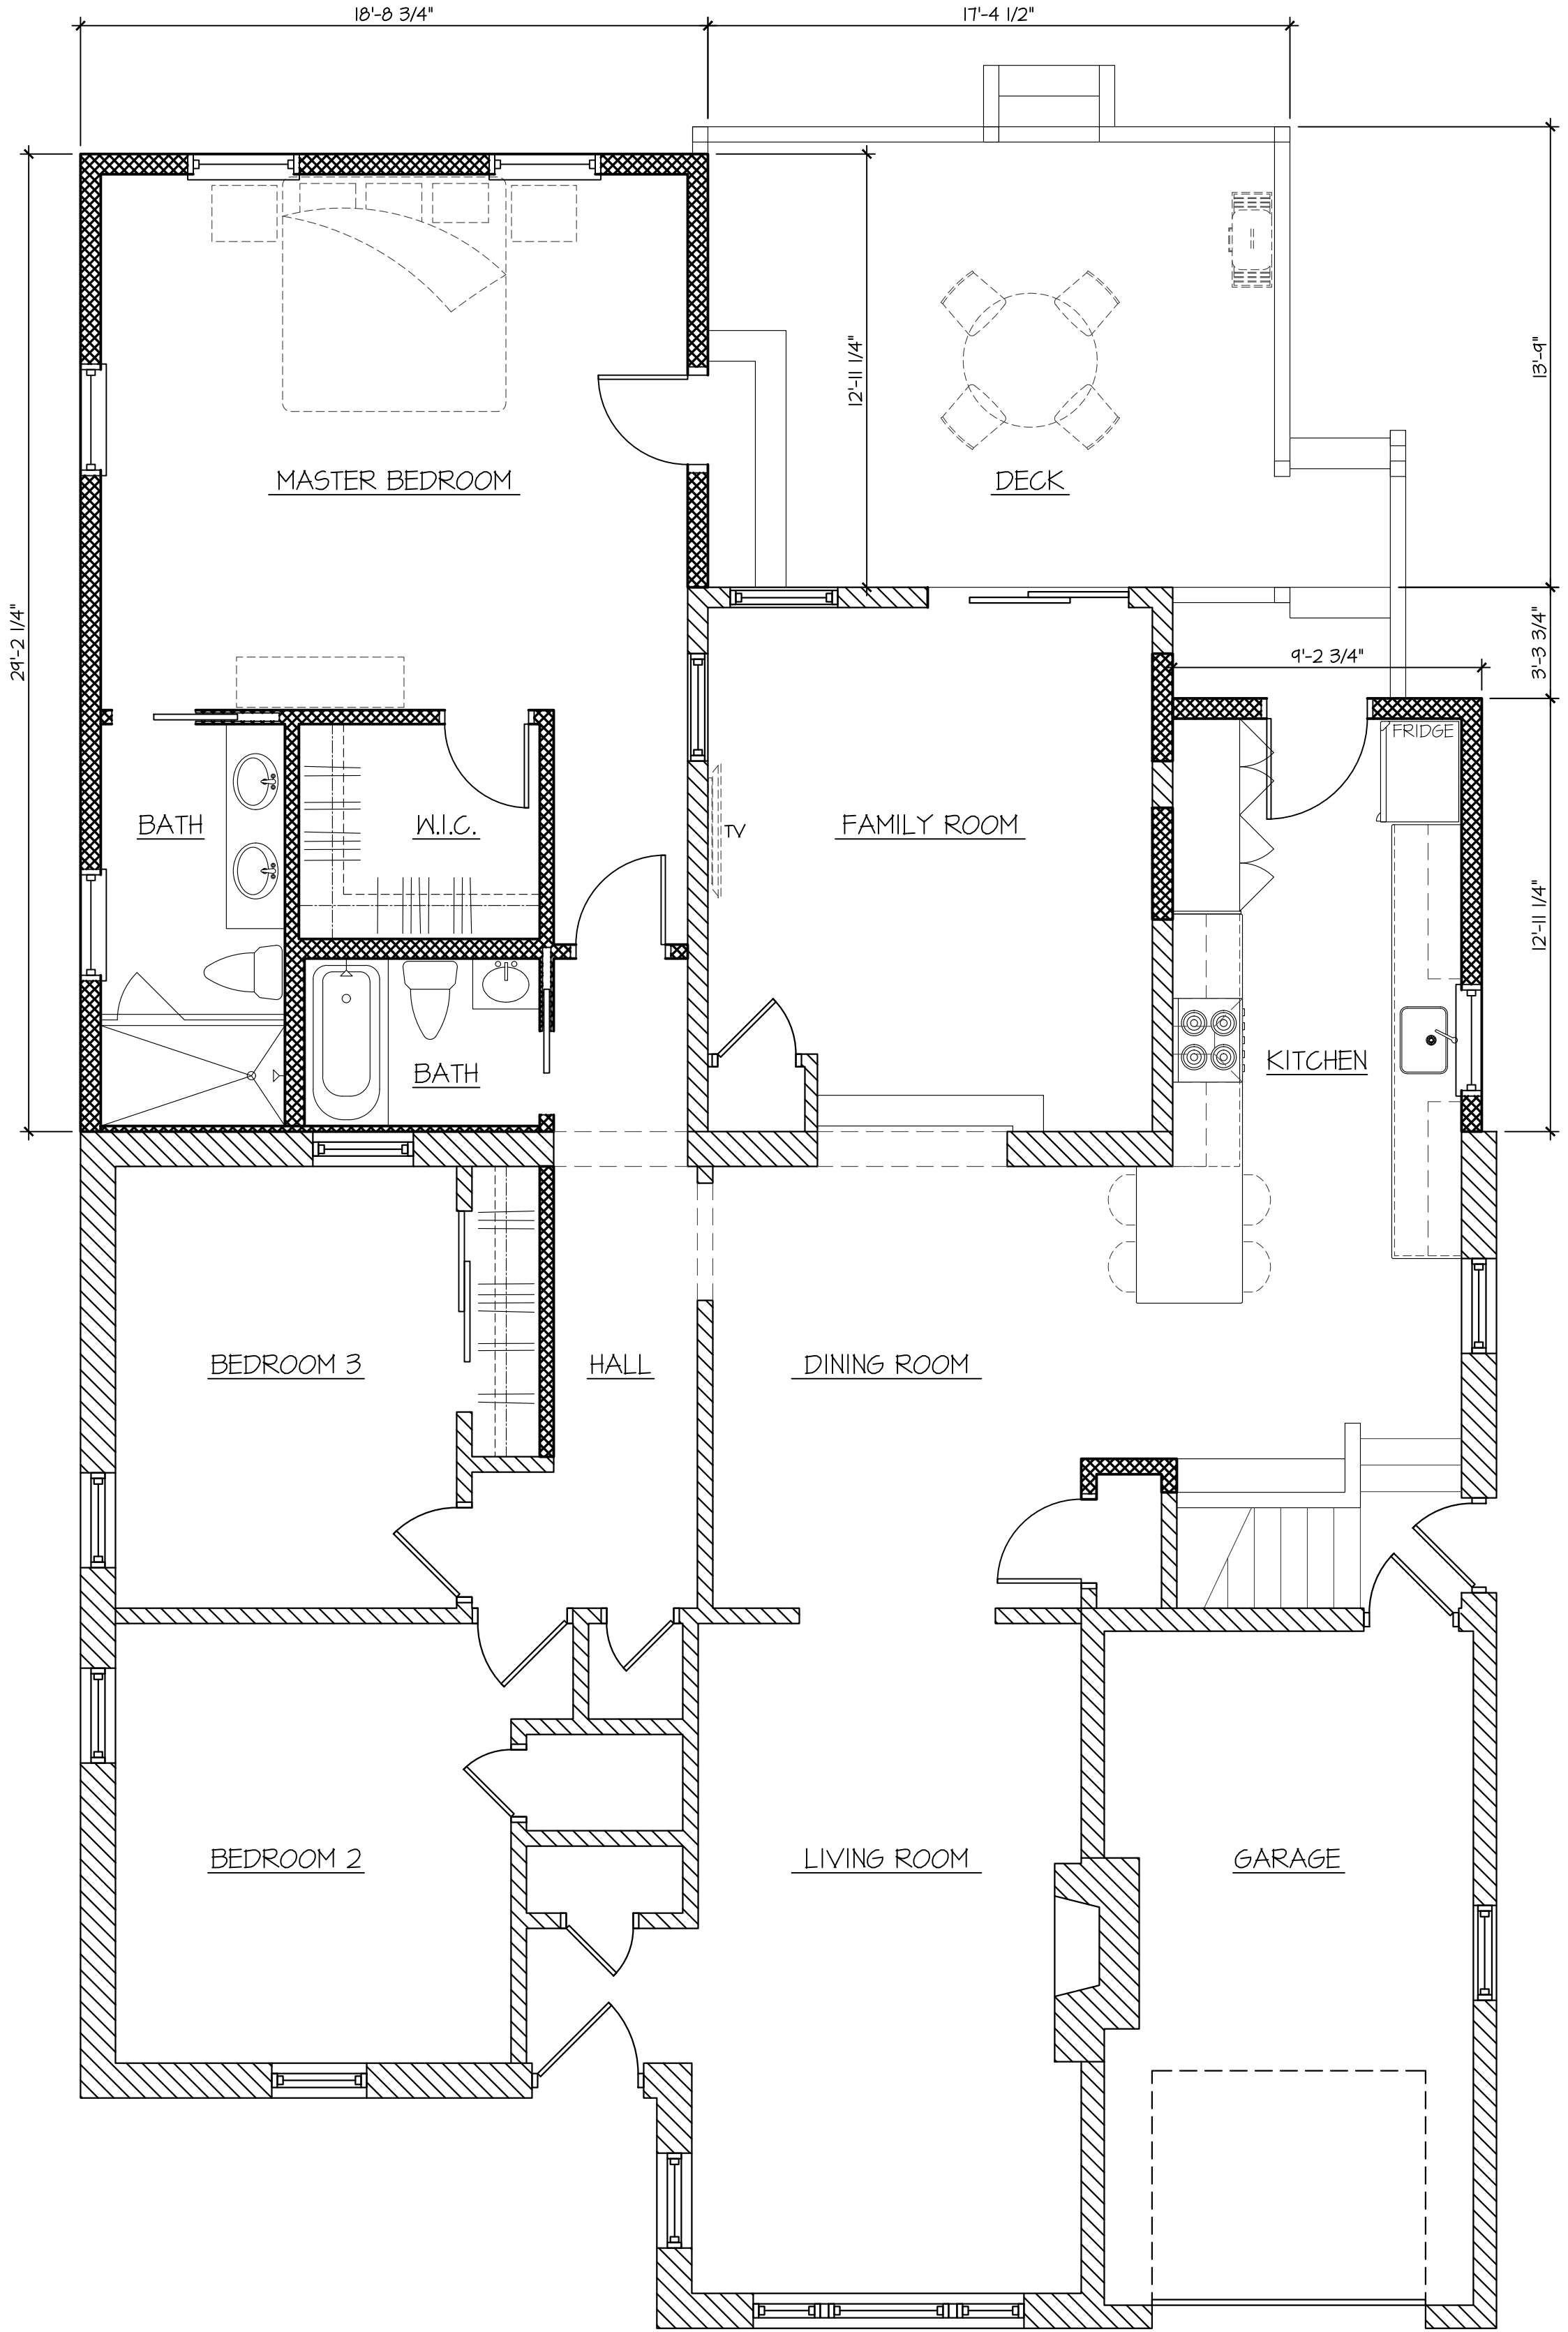 18'-8 3/4"
17'-4 1/2"
12'-11 1/4"
13'-9"
MASTER BEDROOM
DECK
29'-2 1/4"
3'-3 3/4"
9'-2 3/4"
FRIDGE
BATH
W.I.C.
TV
FAMILY ROOM
12'-11 1/4"
BATH
KITCHEN
BEDROOM 3
HALL
DINING ROOM
BEDROOM 2
LIVING ROOM
GARAGE